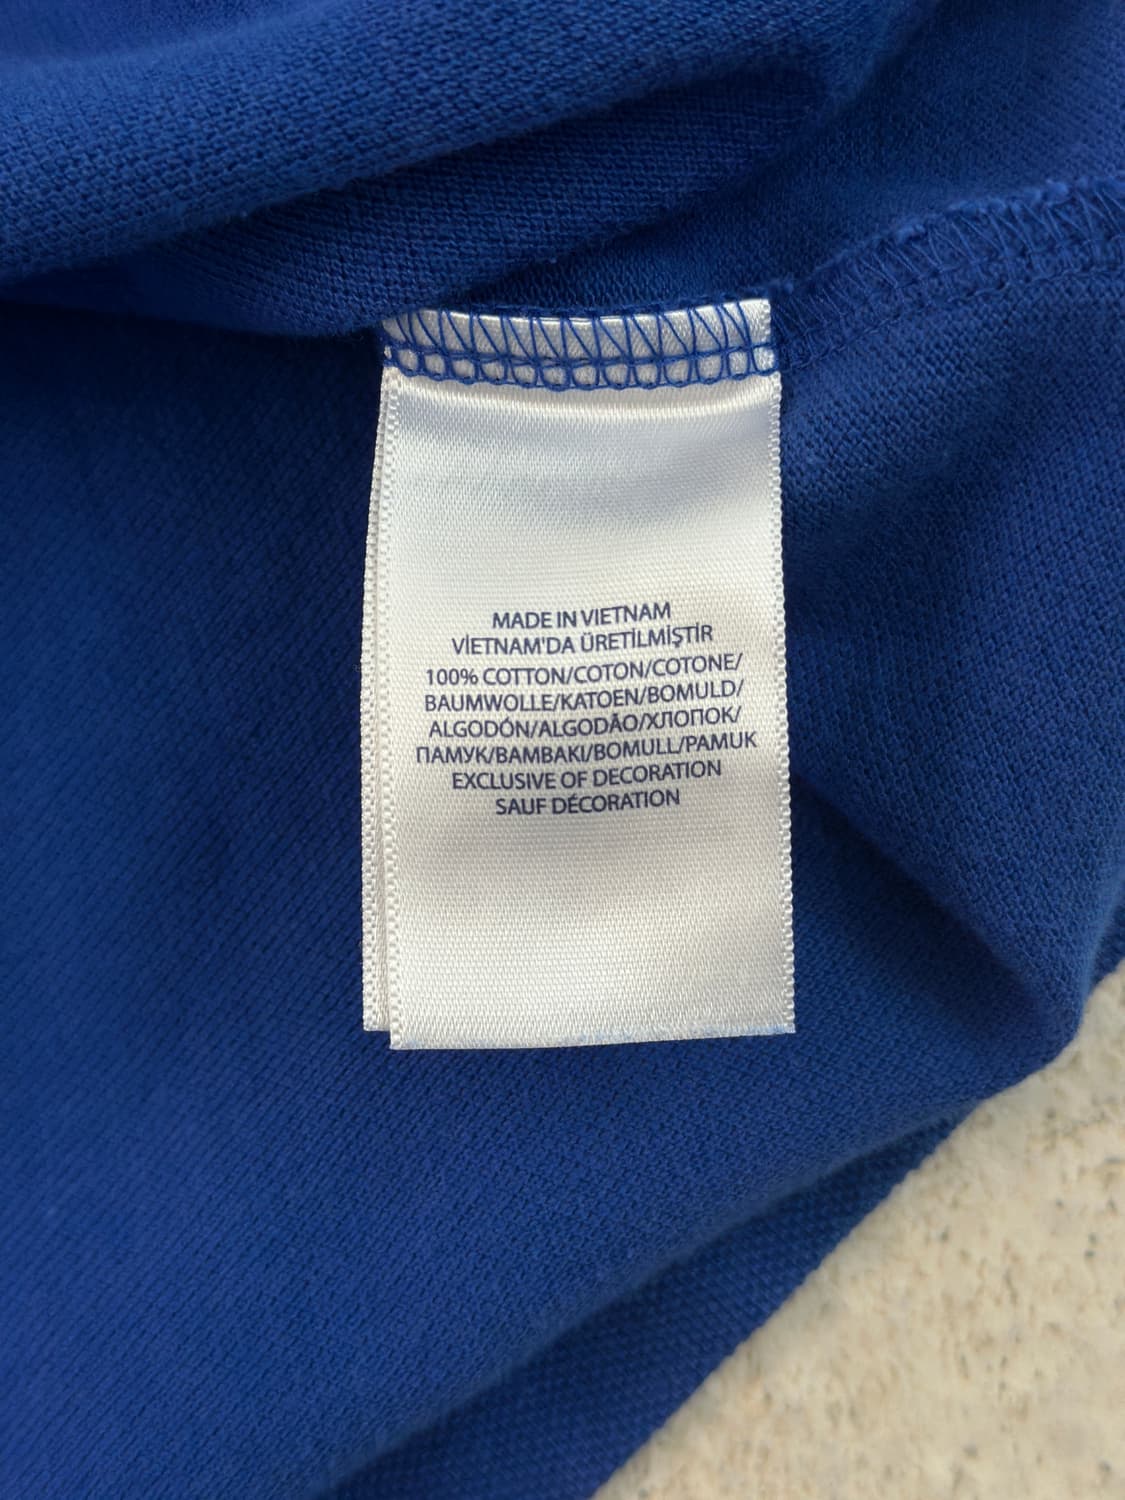 MADE IN VIETNAM
VİETNAM'DA ÜRETİLMİŞTİR
100% COTTON/COTON/COTONE/
BAUMWOLLE/KATOEN/BOMULD/
ALGODÓN/ALGODÃO/ХЛОПОК/
ПАМУК/BAMBAKI/BOMULL/PAMUK
EXCLUSIVE OF DECORATION
SAUF DÉCORATION